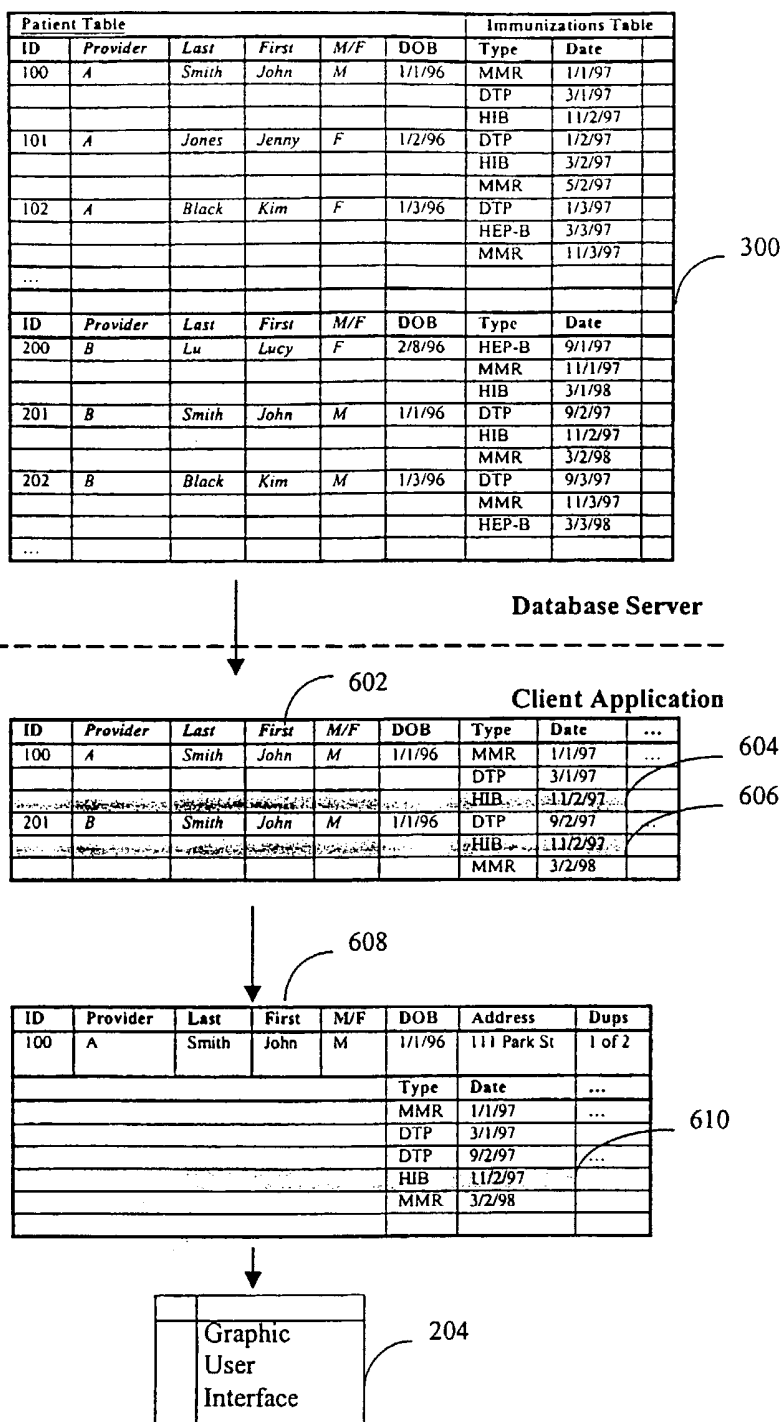 Patient Table Immunizations Table
ID Provider Last First M/F DOB Type Date
100 A Smith John M 1/1/96 MMR 1/1/97
DTP 3/1/97
HIB 11/2/97
101 A Jones Jenny F 1/2/96 DTP 1/2/97
HIB 3/2/97
MMR 5/2/97
102 A Black Kim F 1/3/96 DTP 1/3/97
HEP-B 3/3/97
MMR 11/3/97
300
...
ID Provider Last First M/F DOB Type Date
200 B Lu Lucy F 2/8/96 HEP-B 9/1/97
MMR 11/1/97
HIB 3/1/98
201 B Smith John M 1/1/96 DTP 9/2/97
HIB 11/2/97
MMR 3/2/98
202 B Black Kim M 1/3/96 DTP 9/3/97
MMR 11/3/97
HEP-B 3/3/98
...
Database Server
602
Client Application
ID Provider Last First M/F DOB Type Date ...
100 A Smith John M 1/1/96 MMR 1/1/97 ...
604
DTP 3/1/97
HIB 11/2/97
606
201 B Smith John M 1/1/96 DTP 9/2/97 ...
HIB 11/2/97
MMR 3/2/98
608
ID Provider Last First M/F DOB Address Dups
100 A Smith John M 1/1/96 111 Park St 1 of 2
Type Date ...
MMR 1/1/97 ...
610
DTP 3/1/97
DTP 9/2/97 ...
HIB 11/2/97
MMR 3/2/98
Graphic
204
User
Interface